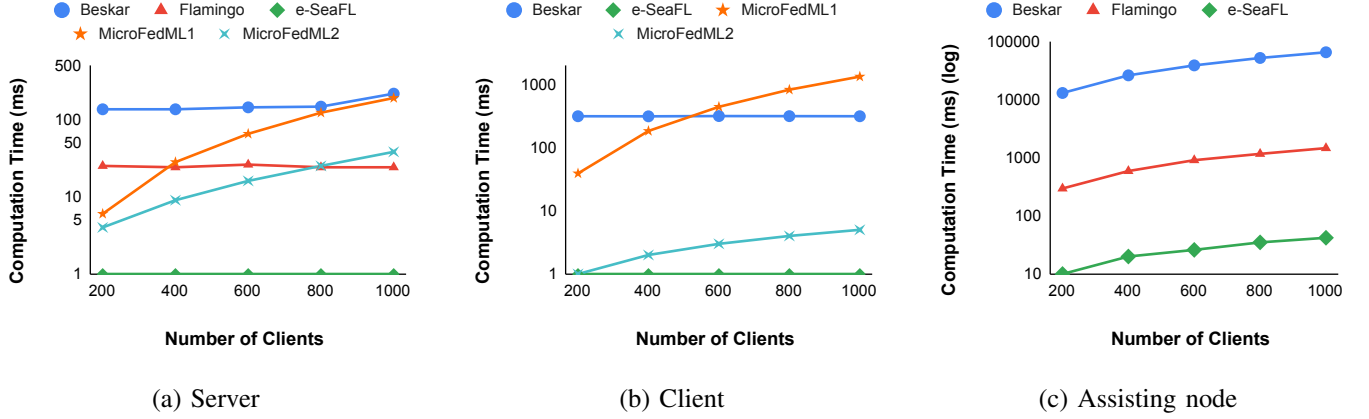 Beskar Flamingo e-SeaFL
MicroFedML1 MicroFedML2
Computation Time (ms)
500
100
50
10
5
1
200 400 600 800 1000
Number of Clients
(a) Server
Beskar e-SeaFL MicroFedML1
MicroFedML2
Computation Time (ms)
1000
100
10
1
200 400 600 800 1000
Number of Clients
(b) Client
Beskar Flamingo e-SeaFL
Computation Time (ms) (log)
100000
10000
1000
100
10
200 400 600 800 1000
Number of Clients
(c) Assisting node